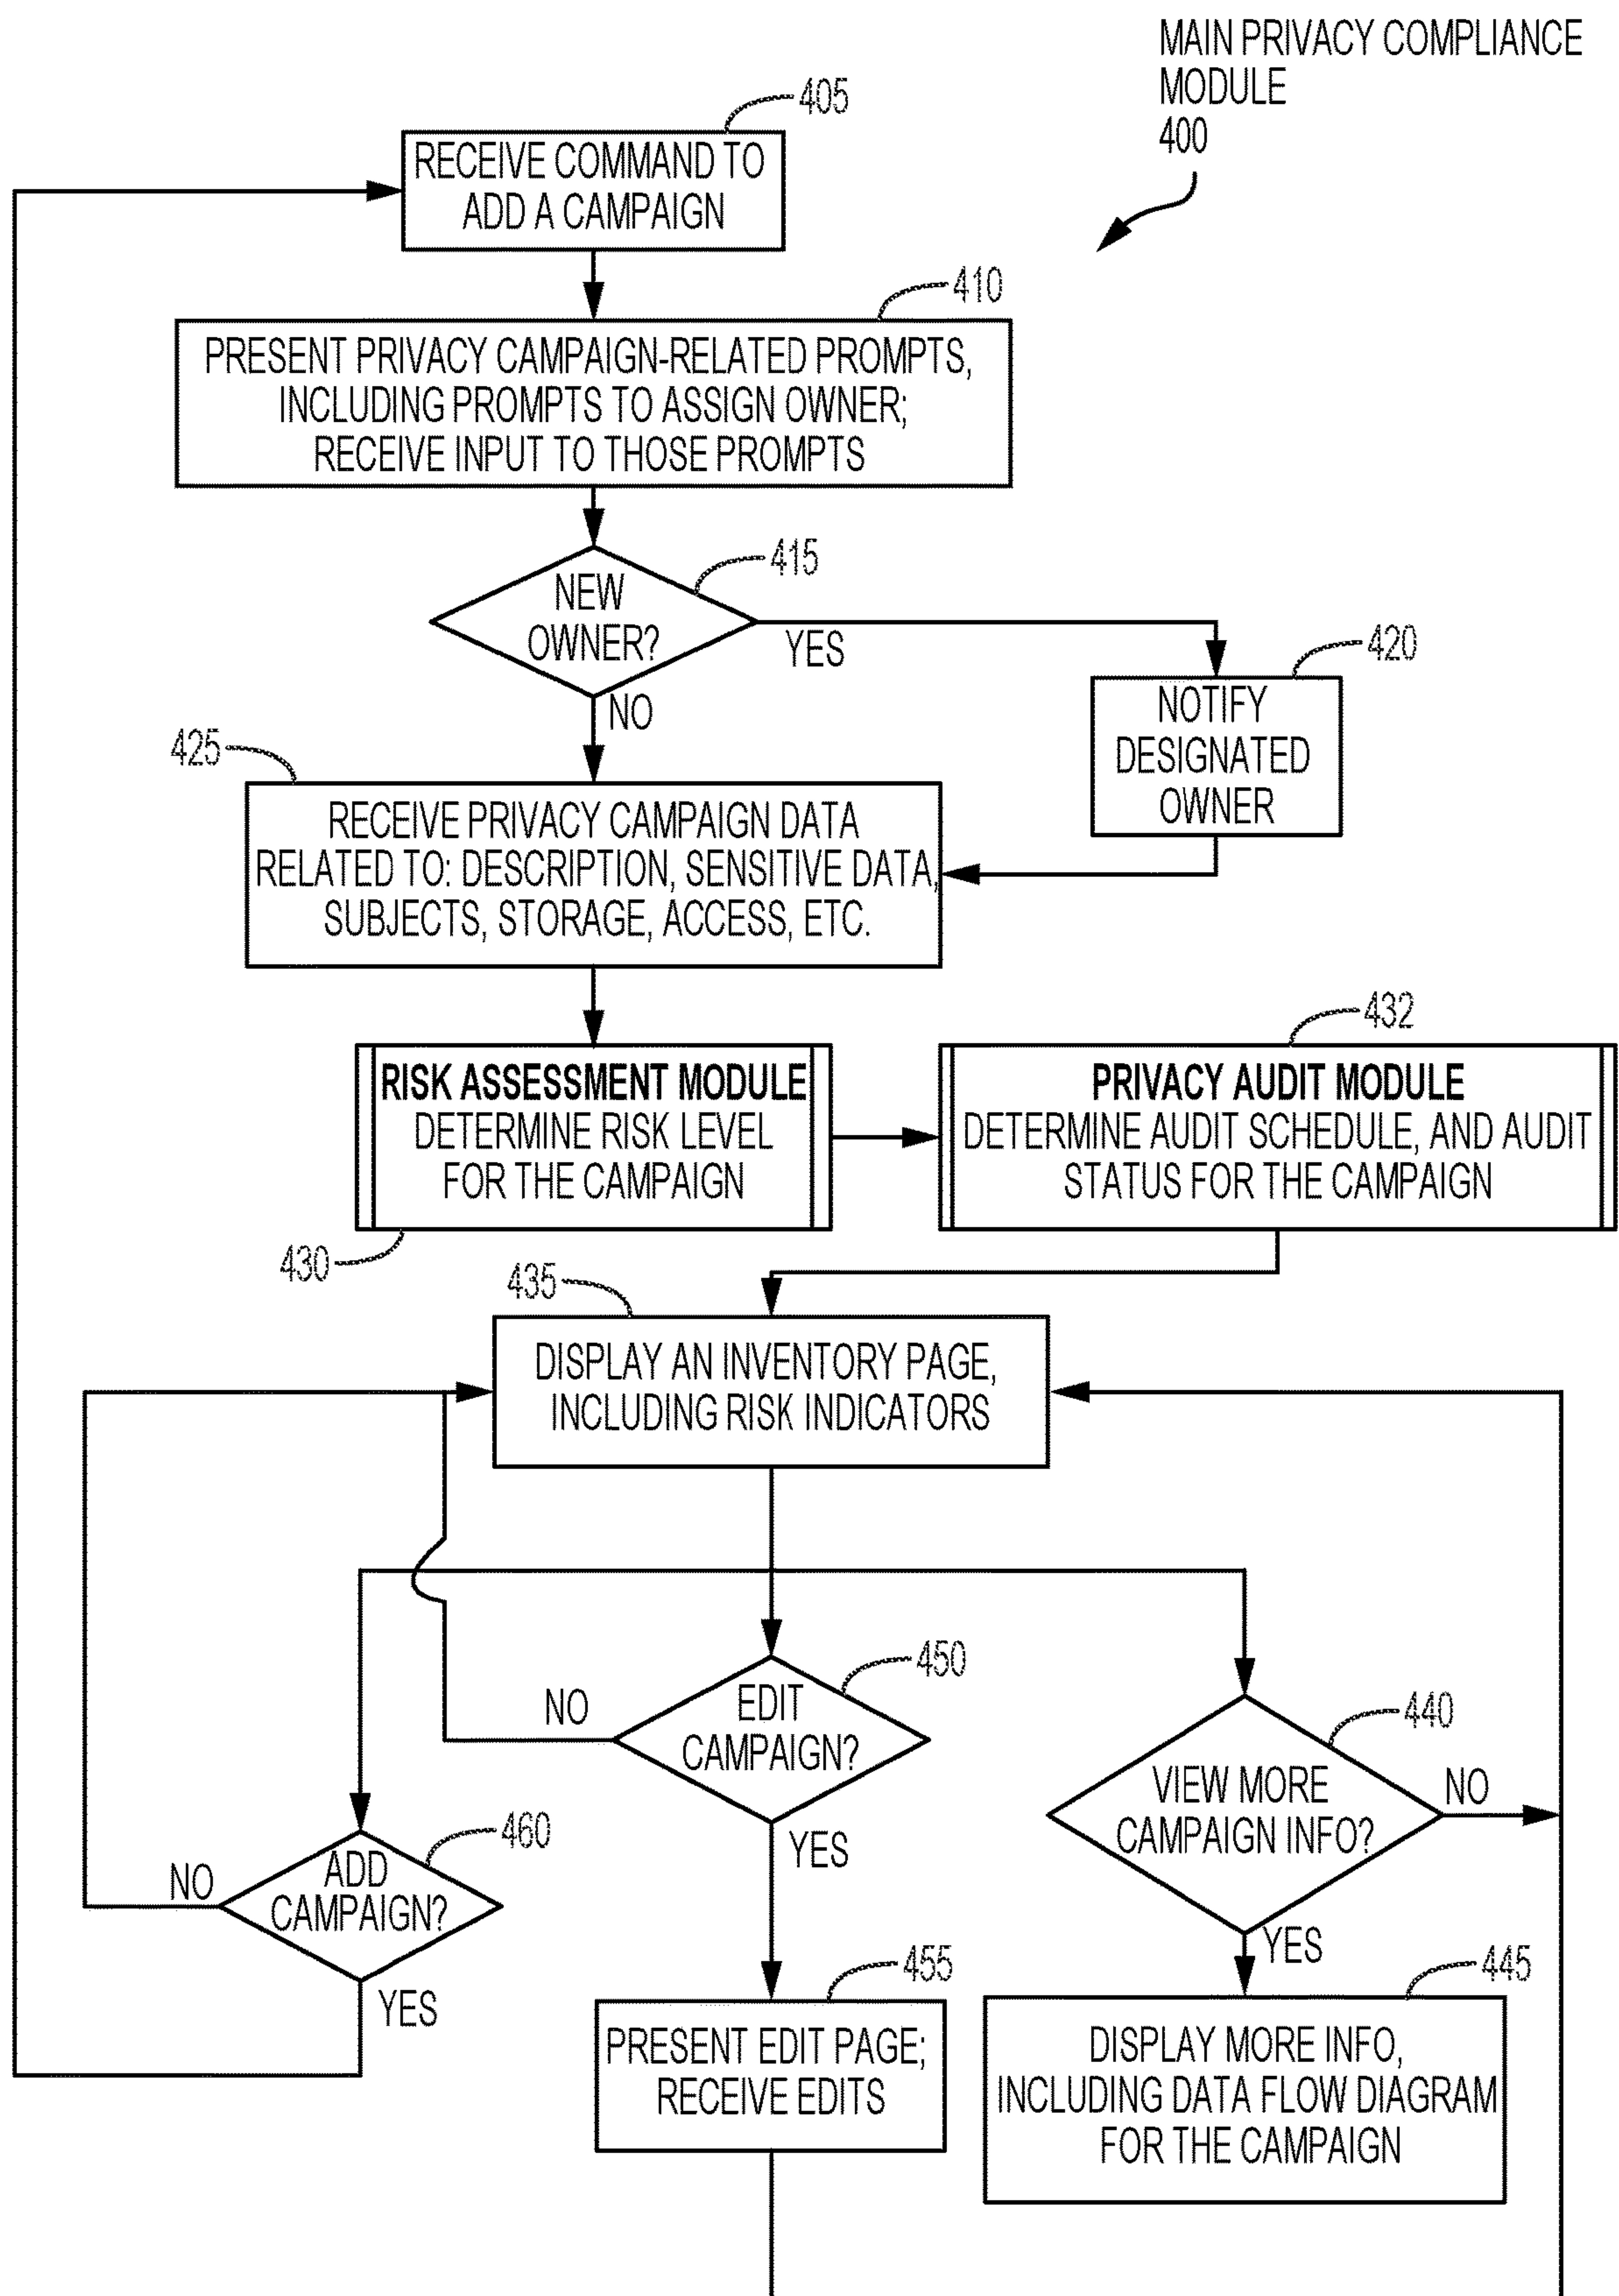 MAIN PRIVACY COMPLIANCE
MODULE
400
405
RECEIVE COMMAND TO
ADD A CAMPAIGN
410
PRESENT PRIVACY CAMPAIGN-RELATED PROMPTS,
INCLUDING PROMPTS TO ASSIGN OWNER;
RECEIVE INPUT TO THOSE PROMPTS
415
NEW
OWNER?
YES
NO
420
NOTIFY
DESIGNATED
OWNER
425
RECEIVE PRIVACY CAMPAIGN DATA
RELATED TO: DESCRIPTION, SENSITIVE DATA,
SUBJECTS, STORAGE, ACCESS, ETC.
RISK ASSESSMENT MODULE
DETERMINE RISK LEVEL
FOR THE CAMPAIGN
430
432
PRIVACY AUDIT MODULE
DETERMINE AUDIT SCHEDULE, AND AUDIT
STATUS FOR THE CAMPAIGN
435
DISPLAY AN INVENTORY PAGE,
INCLUDING RISK INDICATORS
450
EDIT
CAMPAIGN?
NO
YES
440
VIEW MORE
CAMPAIGN INFO?
NO
YES
460
ADD
CAMPAIGN?
NO
YES
455
PRESENT EDIT PAGE;
RECEIVE EDITS
445
DISPLAY MORE INFO,
INCLUDING DATA FLOW DIAGRAM
FOR THE CAMPAIGN